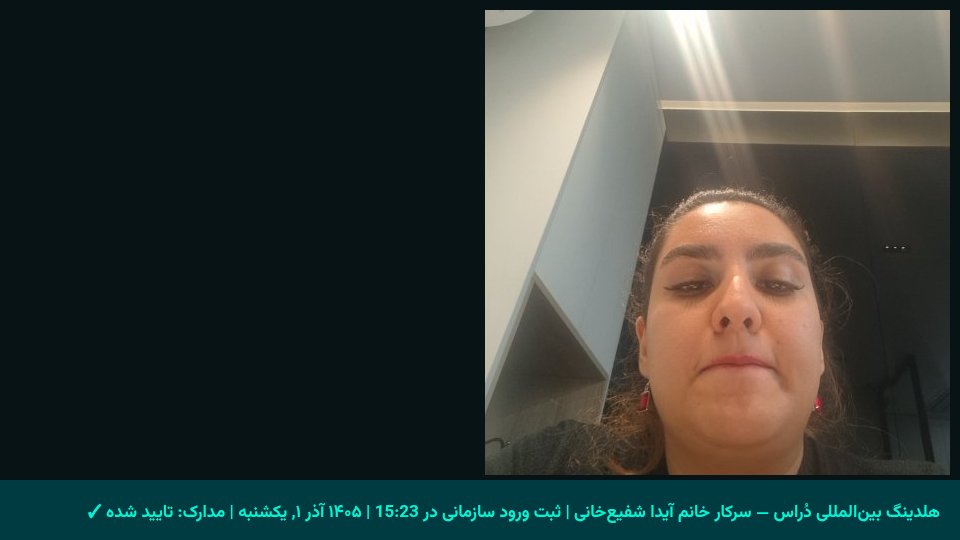 هلدینگ بین‌المللی دُراس — سرکار خانم آیدا شفیع‌خانی | ثبت ورود سازمانی در 15:23 | ۱۴۰۵ آذر ۱, یکشنبه | مدارک: تایید شده ✓